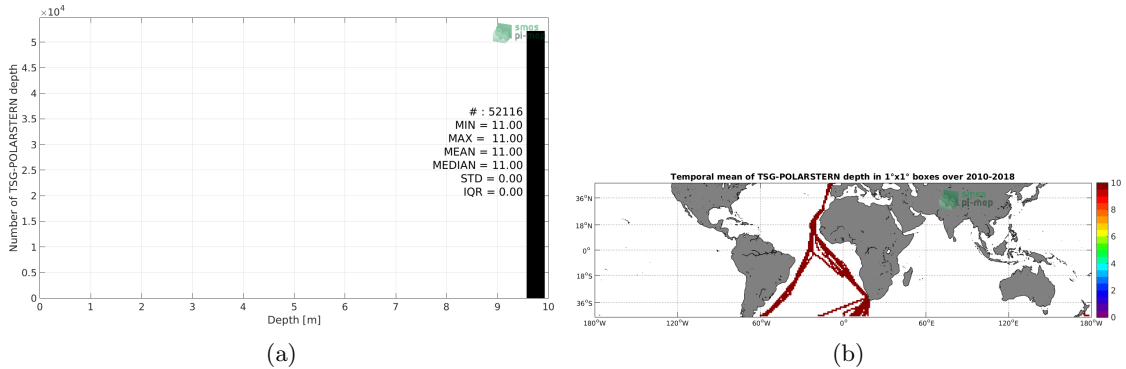 ×10⁴
5
4.5
4
3.5
3
2.5
2
1.5
1
0.5
0
Number of TSG-POLARSTERN depth
smos
pi-mep
# : 52116
MIN = 11.00
MAX = 11.00
MEAN = 11.00
MEDIAN = 11.00
STD = 0.00
IQR = 0.00
0 1 2 3 4 5 6 7 8 9 10
Depth [m]
(a)
Temporal mean of TSG-POLARSTERN depth in 1°x1° boxes over 2010-2018
smos
pi-mep
36°N
18°N
0°
18°S
36°S
180°W 120°W 60°W 0° 60°E 120°E 180°W
10
8
6
4
2
0
(b)